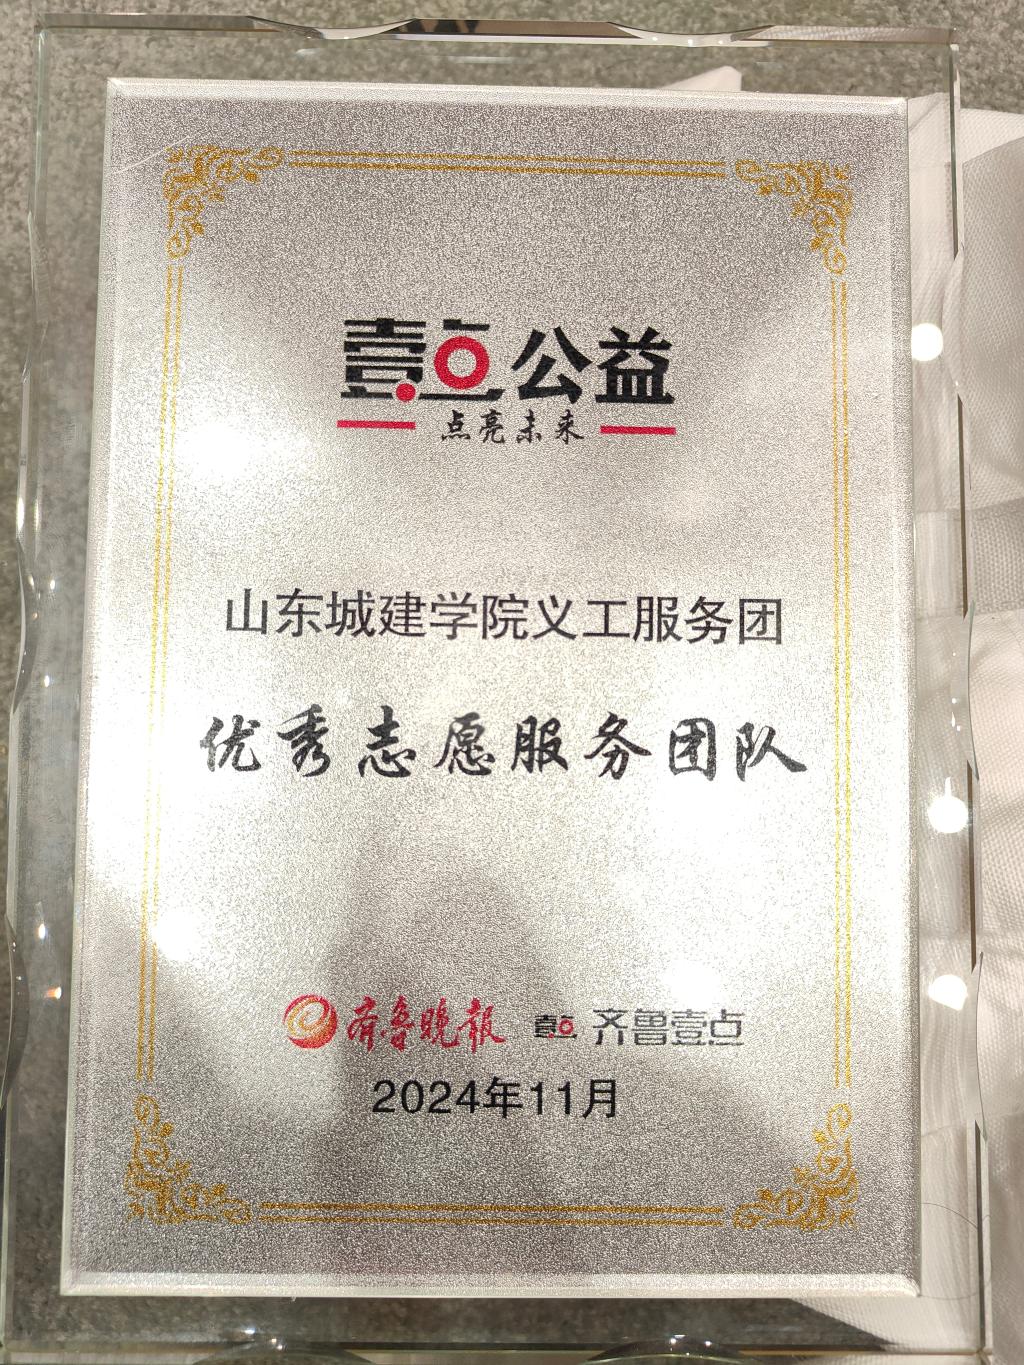 壹点公益
点亮未来
山东城建学院义工服务团
优秀志愿服务团队
齐鲁晚报 壹点 齐鲁壹点
2024年11月